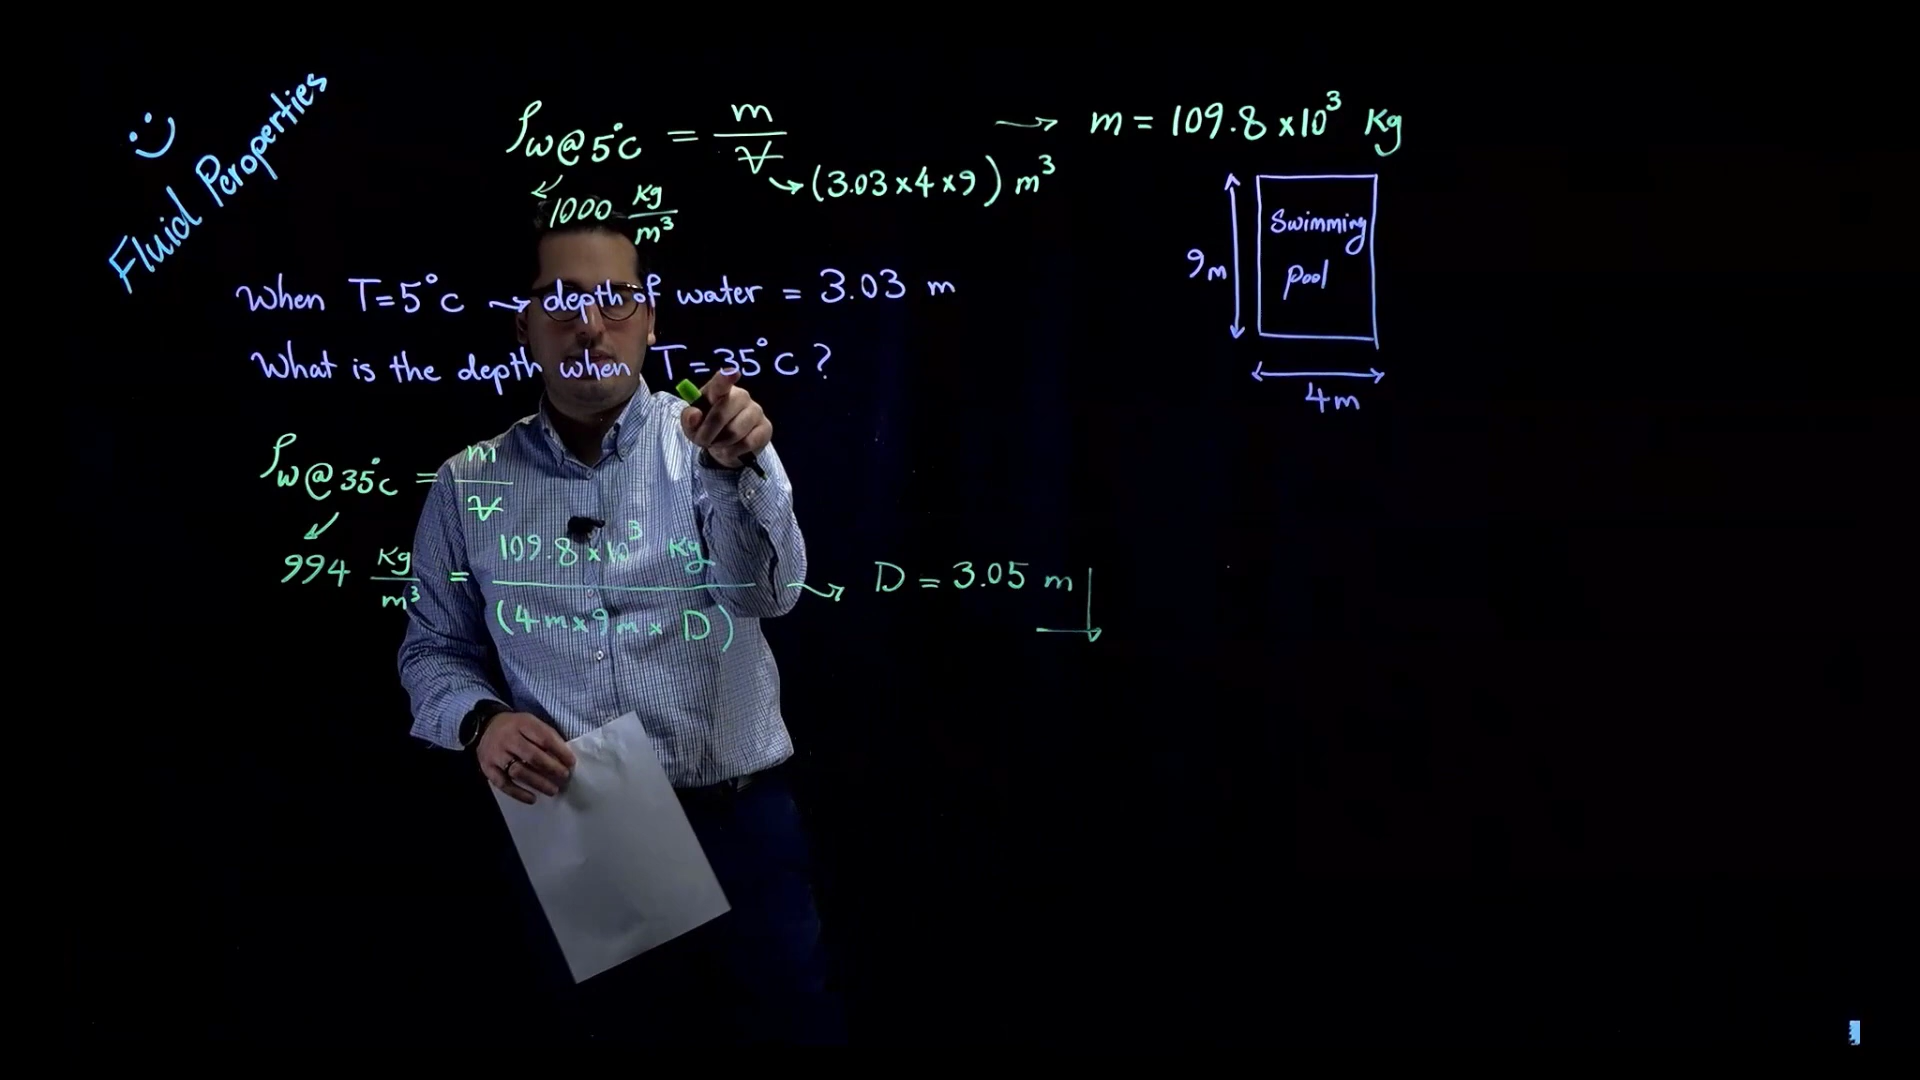 Fluid Peroperties
ρw@5°c = m/V → m = 109.8 x10³ Kg
1000 Kg/m³
(3.03 x 4 x 9) m³
Swimming
Pool
9m
4m
When T=5°c → depth of water = 3.03 m
What is the depth when T=35°c ?
ρw@35°c = m/V
994 Kg/m³ = 109.8 x 10³ Kg / (4m x 9m x D) → D = 3.05 m